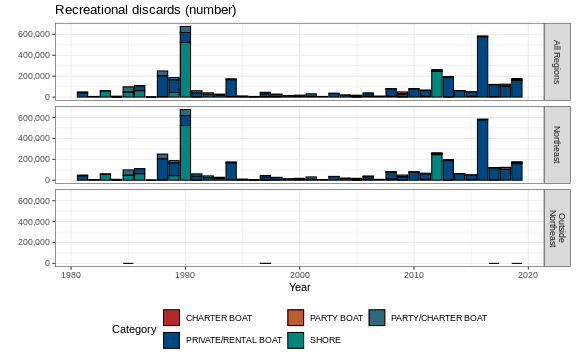 Recreational discards (number)
600,000
400,000
200,000
0
All Regions
600,000
400,000
200,000
0
Northeast
600,000
400,000
200,000
0
Outside
Northeast
1980 1990 2000 2010 2020
Year
Category
CHARTER BOAT PARTY BOAT PARTY/CHARTER BOAT
PRIVATE/RENTAL BOAT SHORE